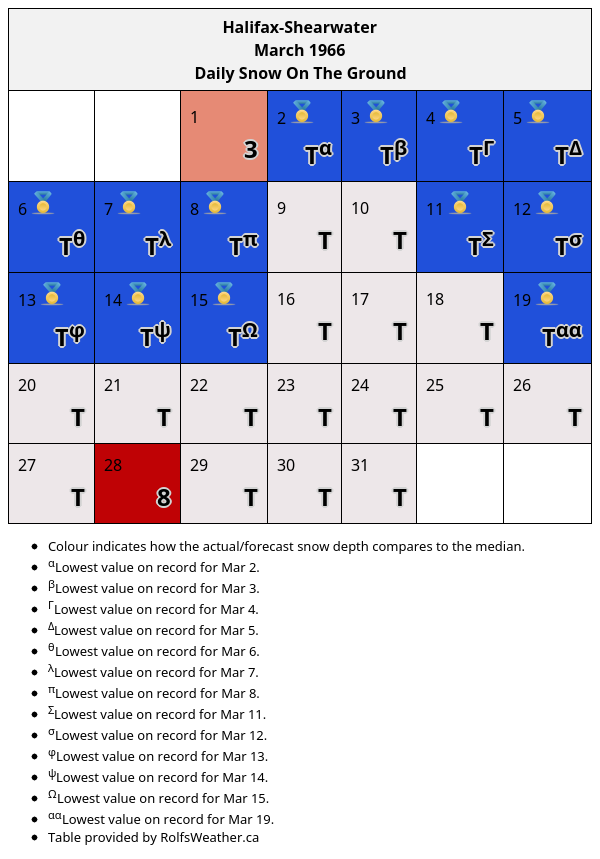 Halifax-Shearwater
March 1966
Daily Snow On The Ground
1 2 3 4 5
3 Tα Tβ TΓ TΔ
6 7 8 9 10 11 12
Tθ Tλ Tπ T T TΣ Tσ
13 14 15 16 17 18 19
Tφ Tψ TΩ T T T Tαα
20 21 22 23 24 25 26
T T T T T T T
27 28 29 30 31
T 8 T T T
• Colour indicates how the actual/forecast snow depth compares to the median.
• αLowest value on record for Mar 2.
• βLowest value on record for Mar 3.
• ΓLowest value on record for Mar 4.
• ΔLowest value on record for Mar 5.
• θLowest value on record for Mar 6.
• λLowest value on record for Mar 7.
• πLowest value on record for Mar 8.
• ΣLowest value on record for Mar 11.
• σLowest value on record for Mar 12.
• φLowest value on record for Mar 13.
• ψLowest value on record for Mar 14.
• ΩLowest value on record for Mar 15.
• ααLowest value on record for Mar 19.
• Table provided by RolfsWeather.ca